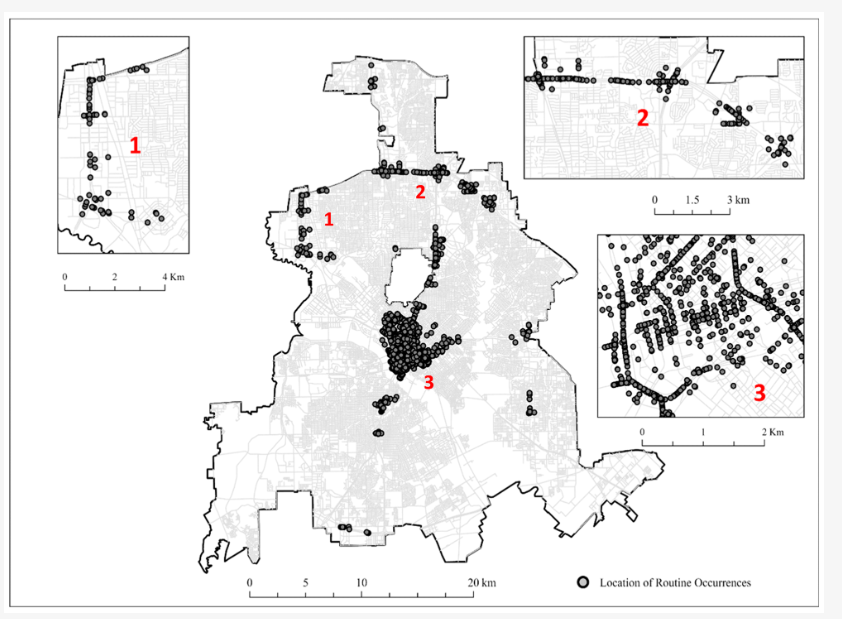 1
0 2 4 Km
2
0 1.5 3 km
3
0 1 2 Km
1
2
3
0 5 10 20 km
Location of Routine Occurrences